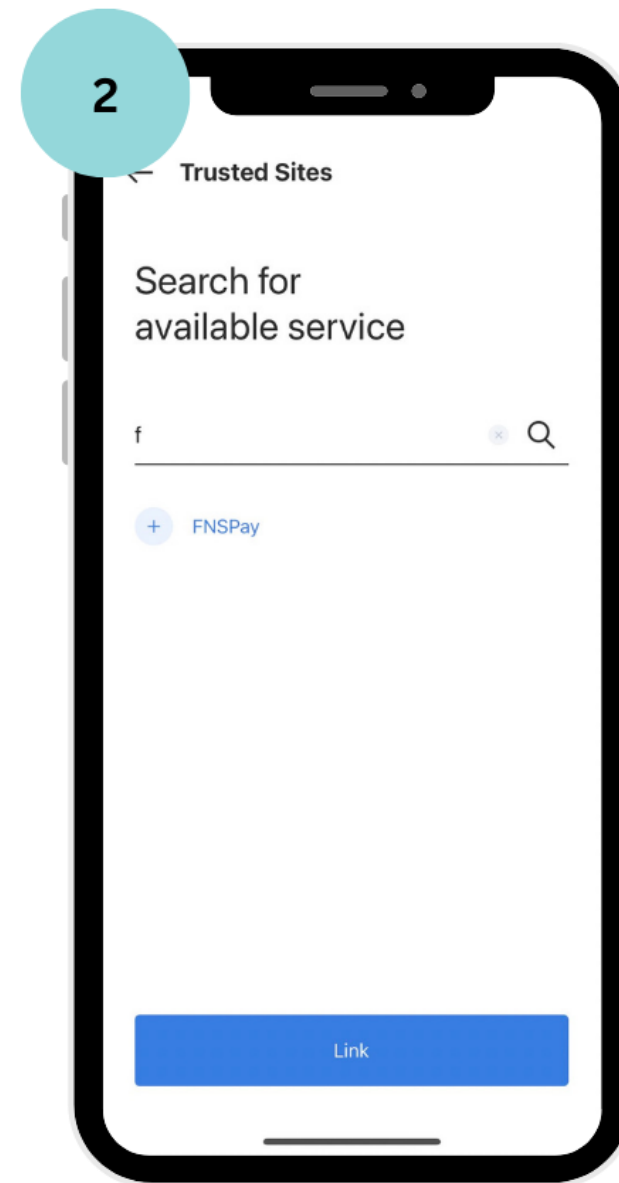 2
Trusted Sites
Search for
available service
f
FNSPay
Link